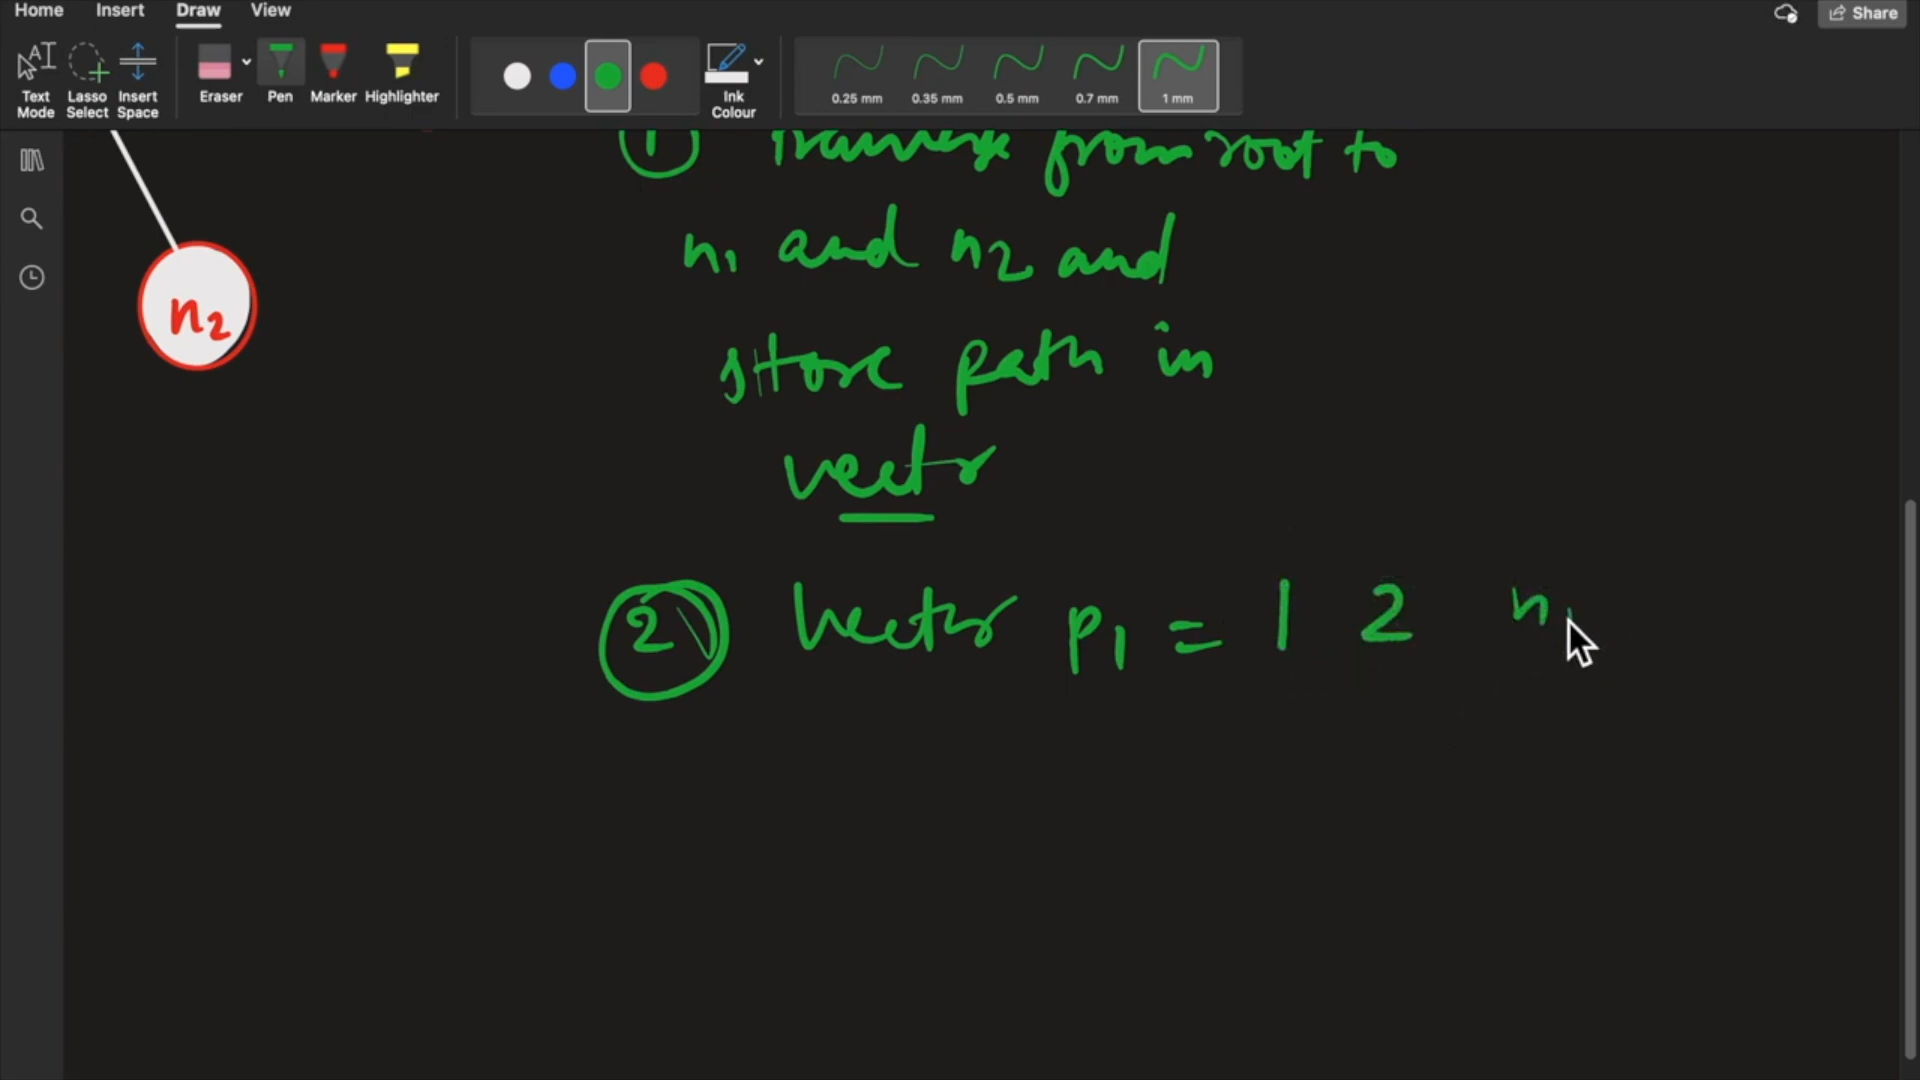 Home Insert Draw View
Share
Text Mode
Lasso Select
Insert Space
Eraser
Pen
Marker
Highlighter
Ink Colour
0.25 mm
0.35 mm
0.5 mm
0.7 mm
1 mm
① Traverse from root to
n1 and n2 and
store path in
vector
② Vector p1 = 1 2 n1
n2